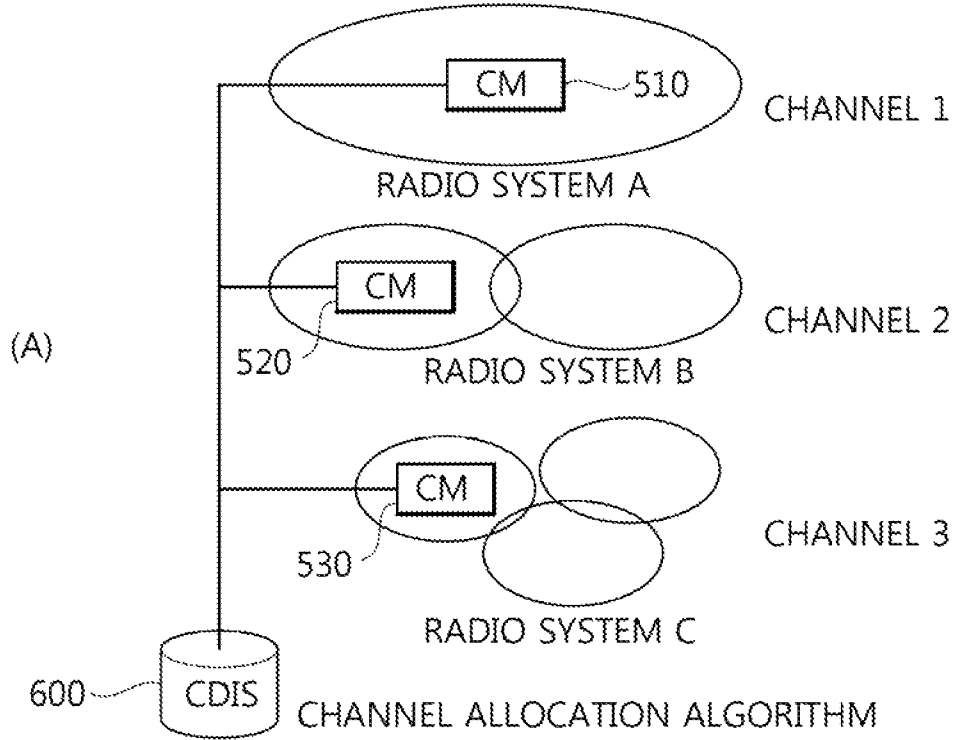 CM 510
CHANNEL 1
RADIO SYSTEM A
CM
CHANNEL 2
520
RADIO SYSTEM B
(A)
CM
CHANNEL 3
530
RADIO SYSTEM C
600 CDIS
CHANNEL ALLOCATION ALGORITHM